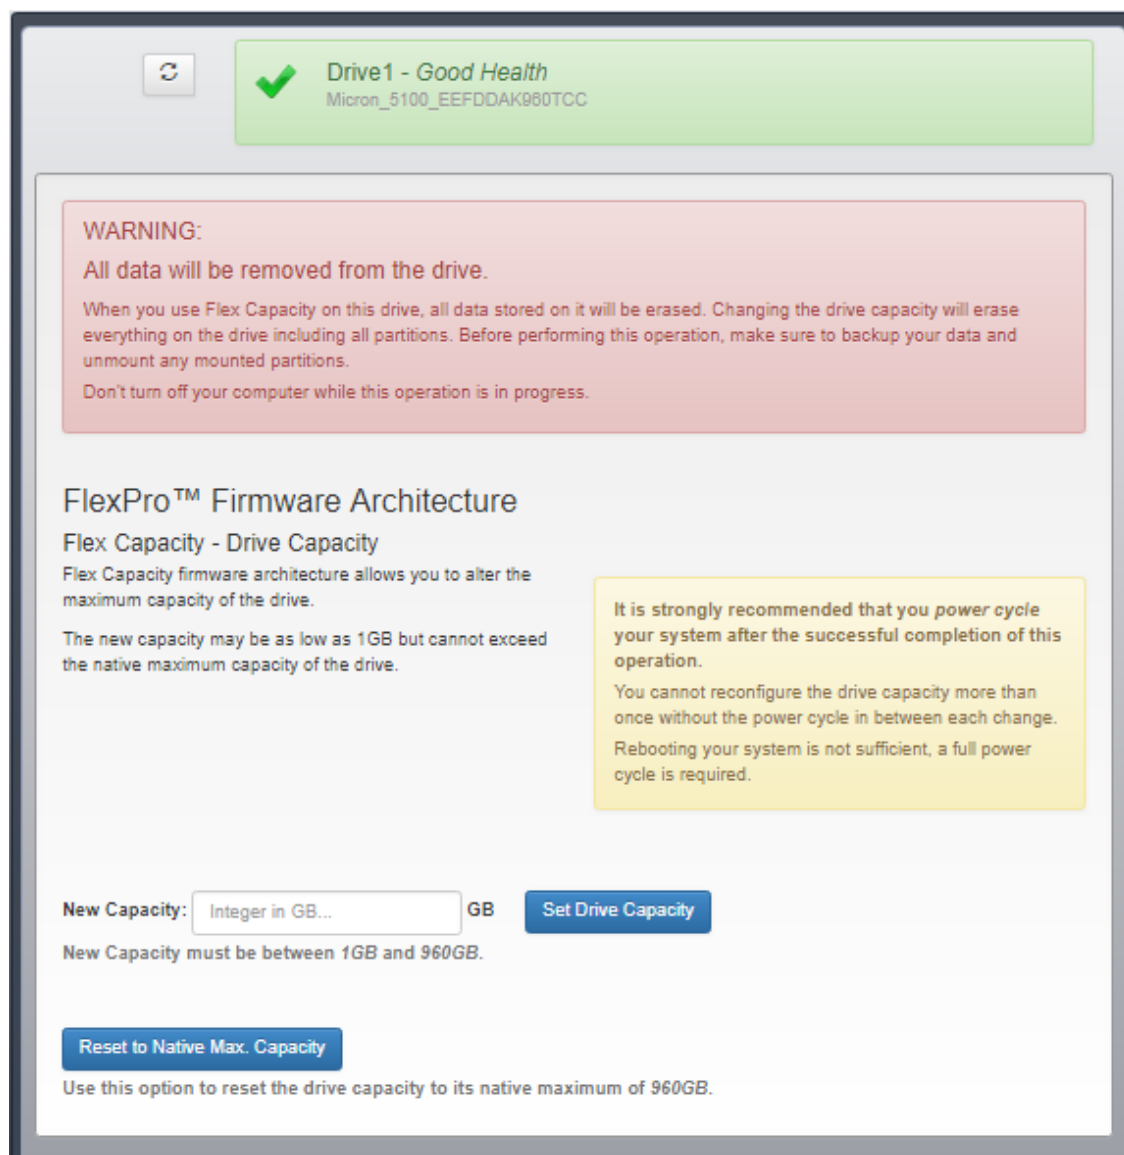 Drive1 - Good Health
Micron_5100_EEFDDAK960TCC
WARNING:
All data will be removed from the drive.
When you use Flex Capacity on this drive, all data stored on it will be erased. Changing the drive capacity will erase
everything on the drive including all partitions. Before performing this operation, make sure to backup your data and
unmount any mounted partitions.
Don't turn off your computer while this operation is in progress.
FlexPro™ Firmware Architecture
Flex Capacity - Drive Capacity
Flex Capacity firmware architecture allows you to alter the
maximum capacity of the drive.
The new capacity may be as low as 1GB but cannot exceed
the native maximum capacity of the drive.
It is strongly recommended that you power cycle
your system after the successful completion of this
operation.
You cannot reconfigure the drive capacity more than
once without the power cycle in between each change.
Rebooting your system is not sufficient, a full power
cycle is required.
New Capacity: Integer in GB... GB Set Drive Capacity
New Capacity must be between 1GB and 960GB.
Reset to Native Max. Capacity
Use this option to reset the drive capacity to its native maximum of 960GB.